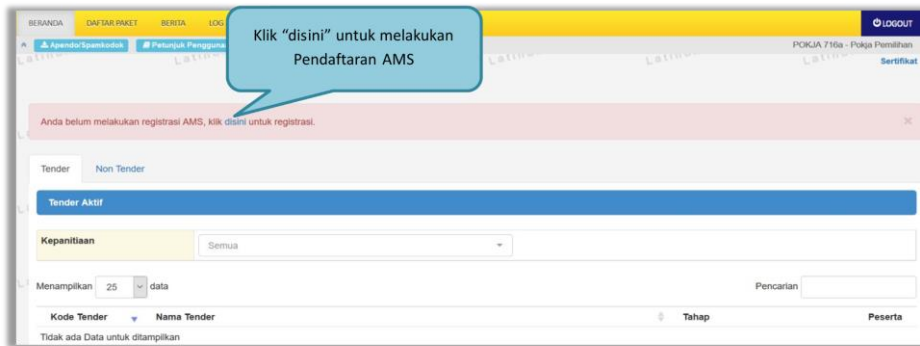 BERANDA DAFTAR PAKET BERITA LOG
LOGOUT
Apendo/Spamkodok Petunjuk Pengguna
POKJA 716a - Pokja Pemilihan
Sertifikat
Klik “disini” untuk melakukan
Pendaftaran AMS
Anda belum melakukan registrasi AMS, klik disini untuk registrasi.
Tender Non Tender
Tender Aktif
Kepanitiaan Semua
Menampilkan 25 data Pencarian
Kode Tender Nama Tender Tahap Peserta
Tidak ada Data untuk ditampilkan